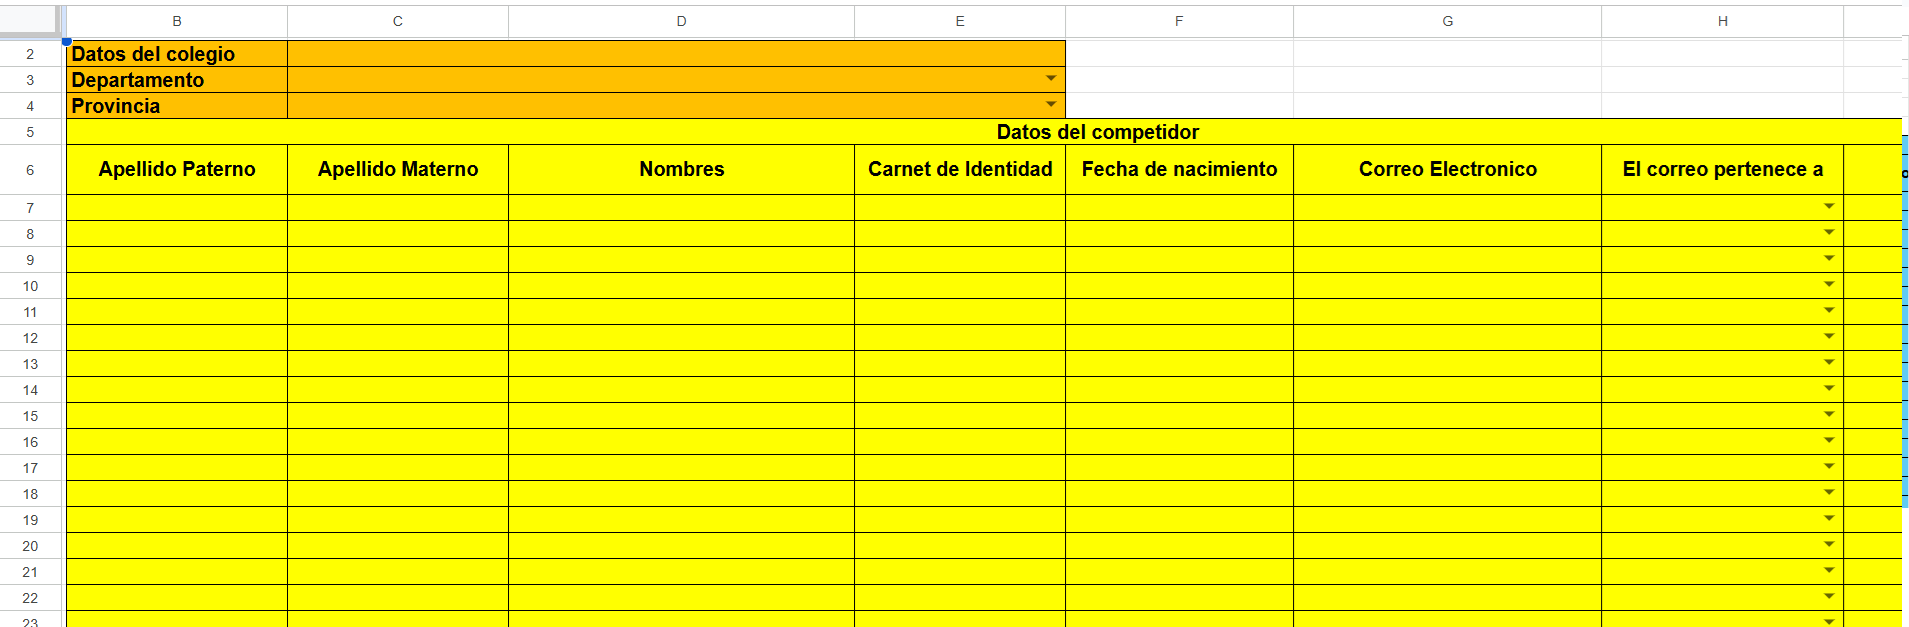 B C D E F G H
2 Datos del colegio
3 Departamento
4 Provincia
5 Datos del competidor
6 Apellido Paterno Apellido Materno Nombres Carnet de Identidad Fecha de nacimiento Correo Electronico El correo pertenece a
7
8
9
10
11
12
13
14
15
16
17
18
19
20
21
22
23